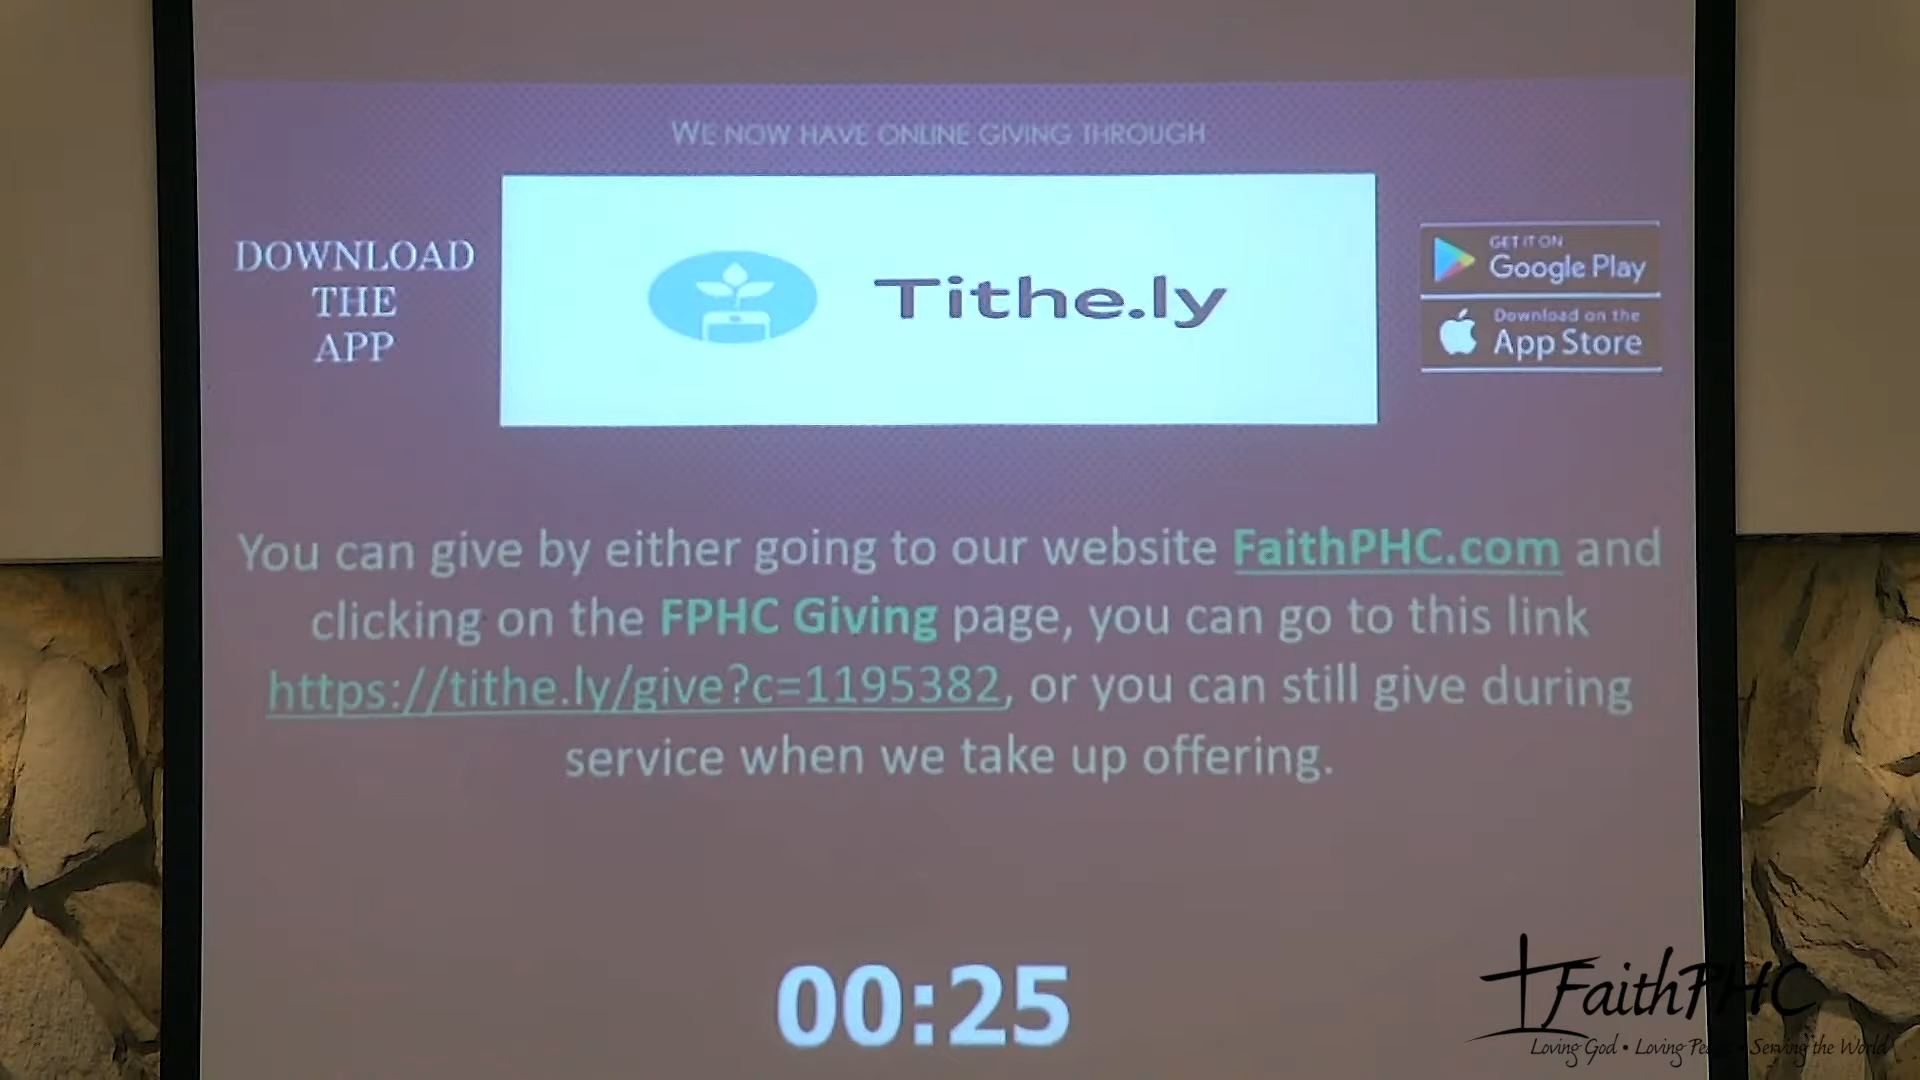 WE NOW HAVE ONLINE GIVING THROUGH
DOWNLOAD
THE
APP
Tithe.ly
GET IT ON
Google Play
Download on the
App Store
You can give by either going to our website FaithPHC.com and
clicking on the FPHC Giving page, you can go to this link
https://tithe.ly/give?c=1195382, or you can still give during
service when we take up offering.
00:25
FaithPHC
Loving God • Loving • Serving the World